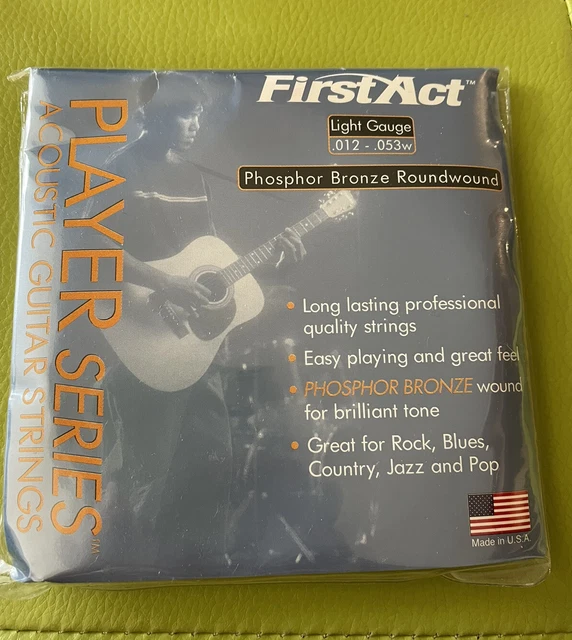 FirstAct™
Light Gauge
.012 - .053w
Phosphor Bronze Roundwound
PLAYER SERIES™
ACOUSTIC GUITAR STRINGS
• Long lasting professional
quality strings
• Easy playing and great feel
• PHOSPHOR BRONZE wound
for brilliant tone
• Great for Rock, Blues,
Country, Jazz and Pop
Made in U.S.A.